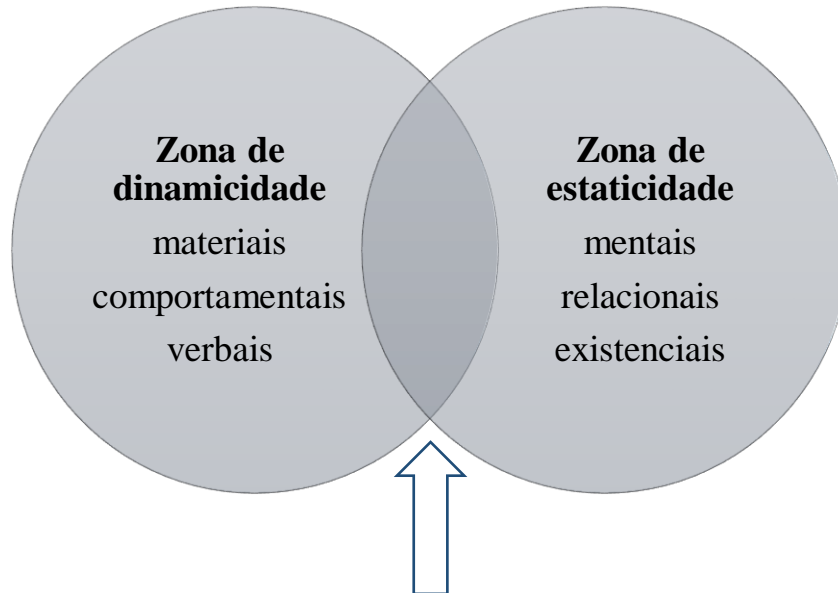 Zona de
dinamicidade
materiais
comportamentais
verbais
Zona de
estaticidade
mentais
relacionais
existenciais